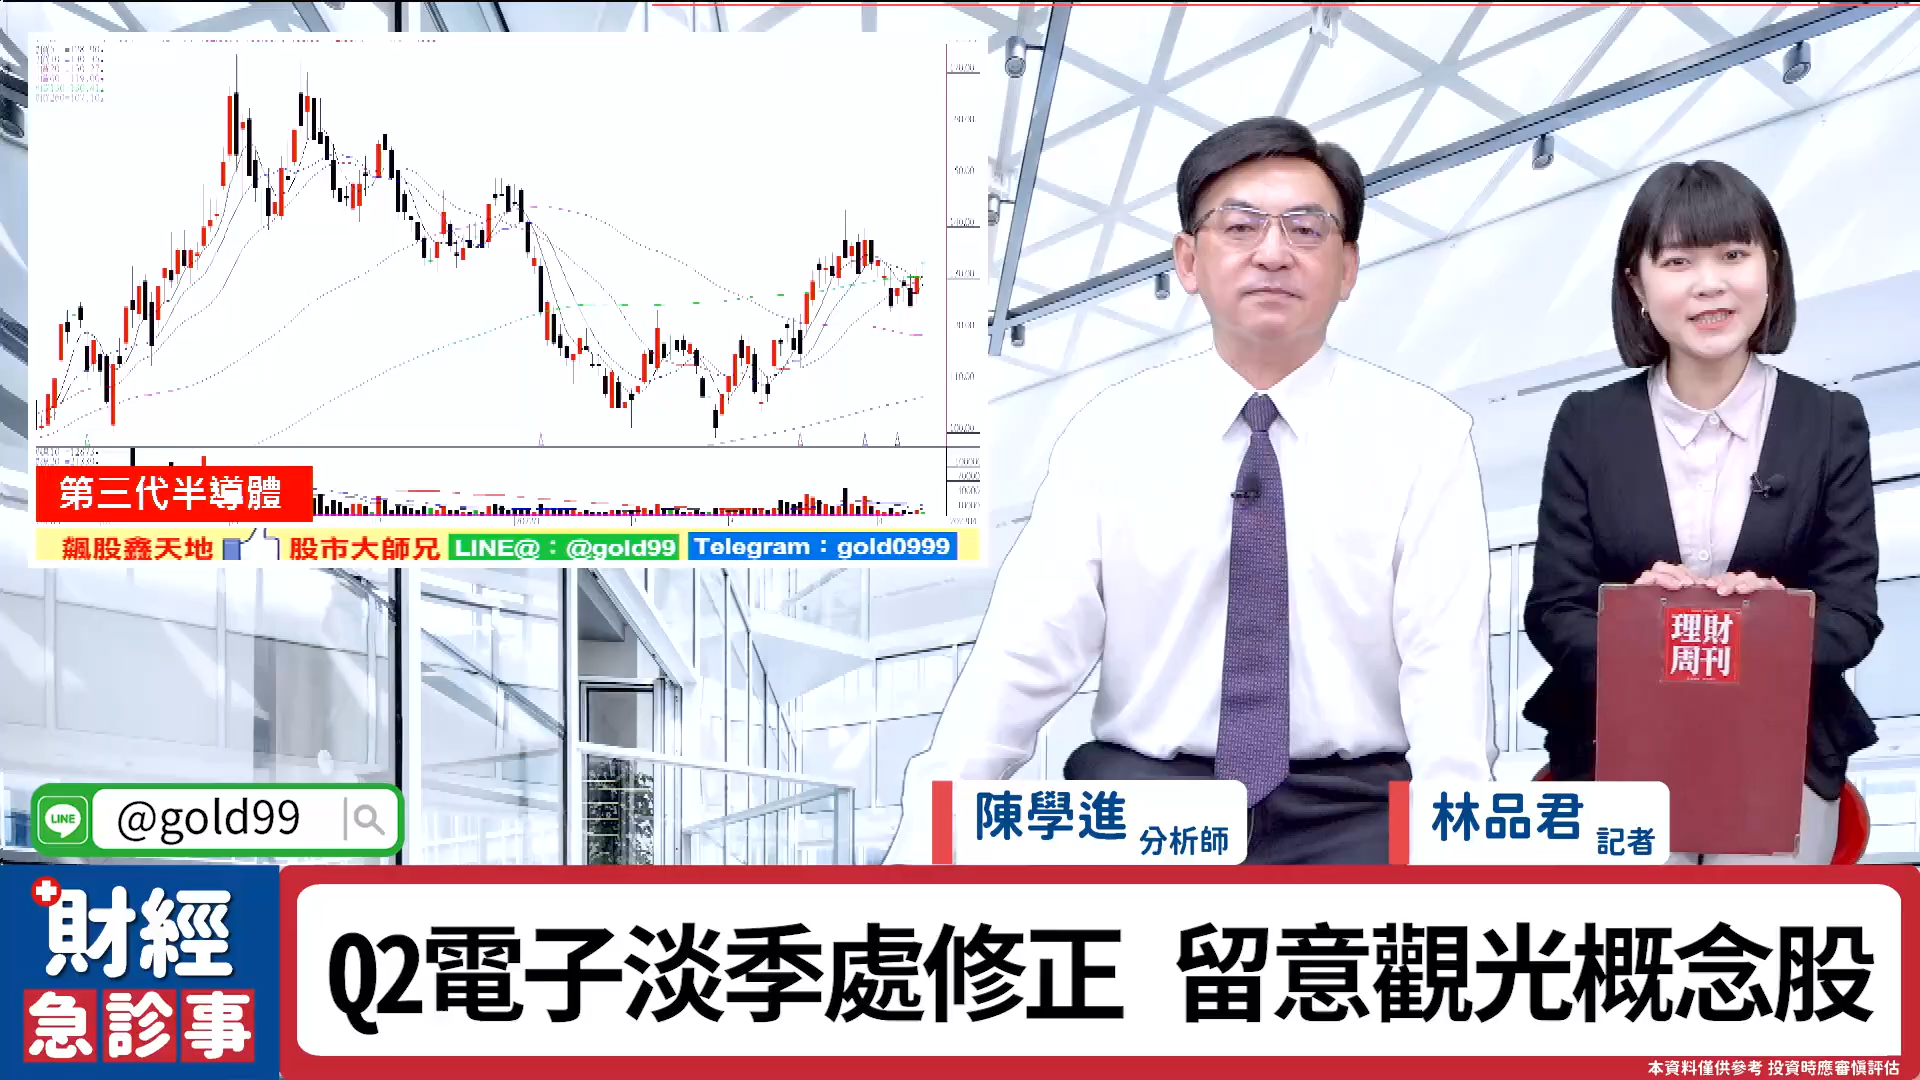 第三代半導體
飆股鑫天地 股市大師兄 LINE@：@gold99 Telegram：gold0999
理財
周刊
@gold99
LINE
陳學進 分析師
林品君 記者
財經
急診事
Q2電子淡季處修正 留意觀光概念股
本資料僅供參考 投資時應審慎評估